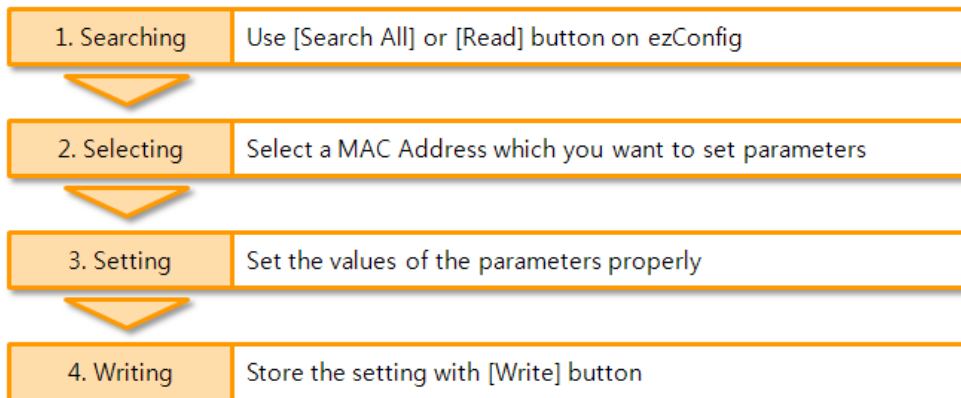 1. Searching Use [Search All] or [Read] button on ezConfig
2. Selecting Select a MAC Address which you want to set parameters
3. Setting Set the values of the parameters properly
4. Writing Store the setting with [Write] button